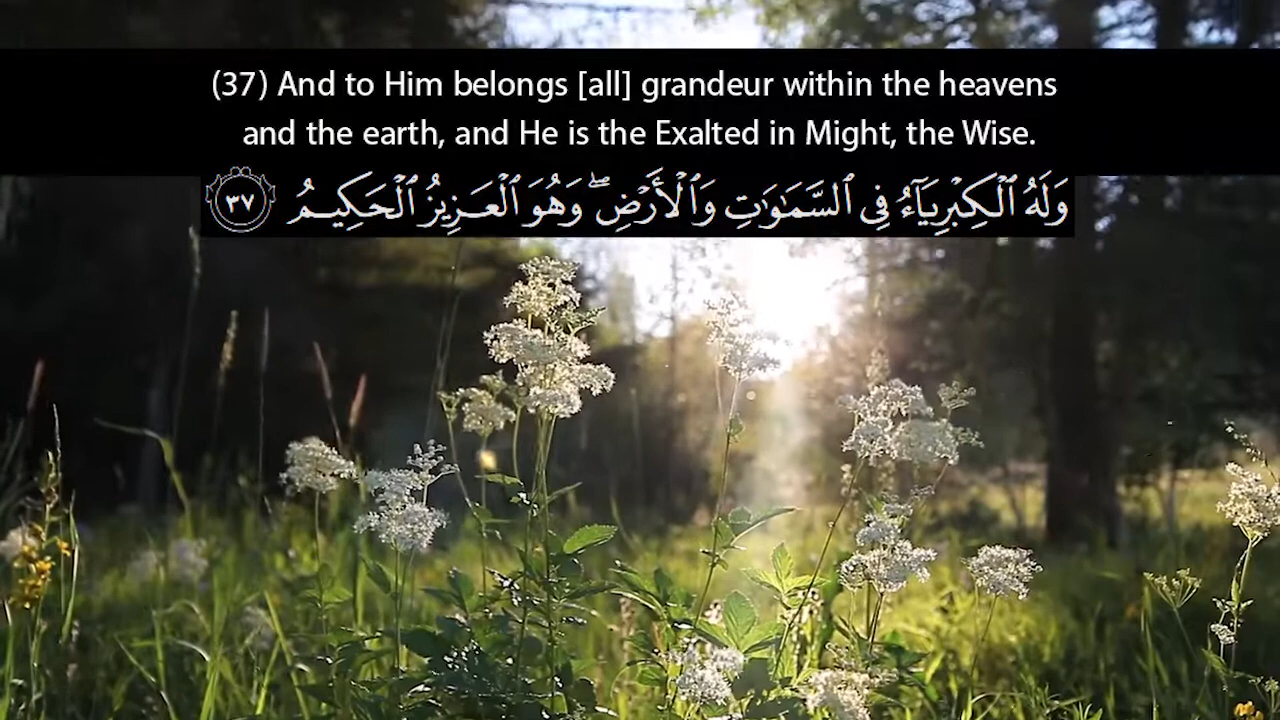 (37) And to Him belongs [all] grandeur within the heavens
and the earth, and He is the Exalted in Might, the Wise.
وَلَهُ ٱلْكِبْرِيَآءُ فِى ٱلسَّمَـٰوَٰتِ وَٱلْأَرْضِ ۖ وَهُوَ ٱلْعَزِيزُ ٱلْحَكِيمُ ٣٧